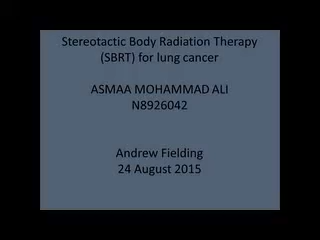 Stereotactic Body Radiation Therapy
(SBRT) for lung cancer
ASMAA MOHAMMAD ALI
N8926042
Andrew Fielding
24 August 2015